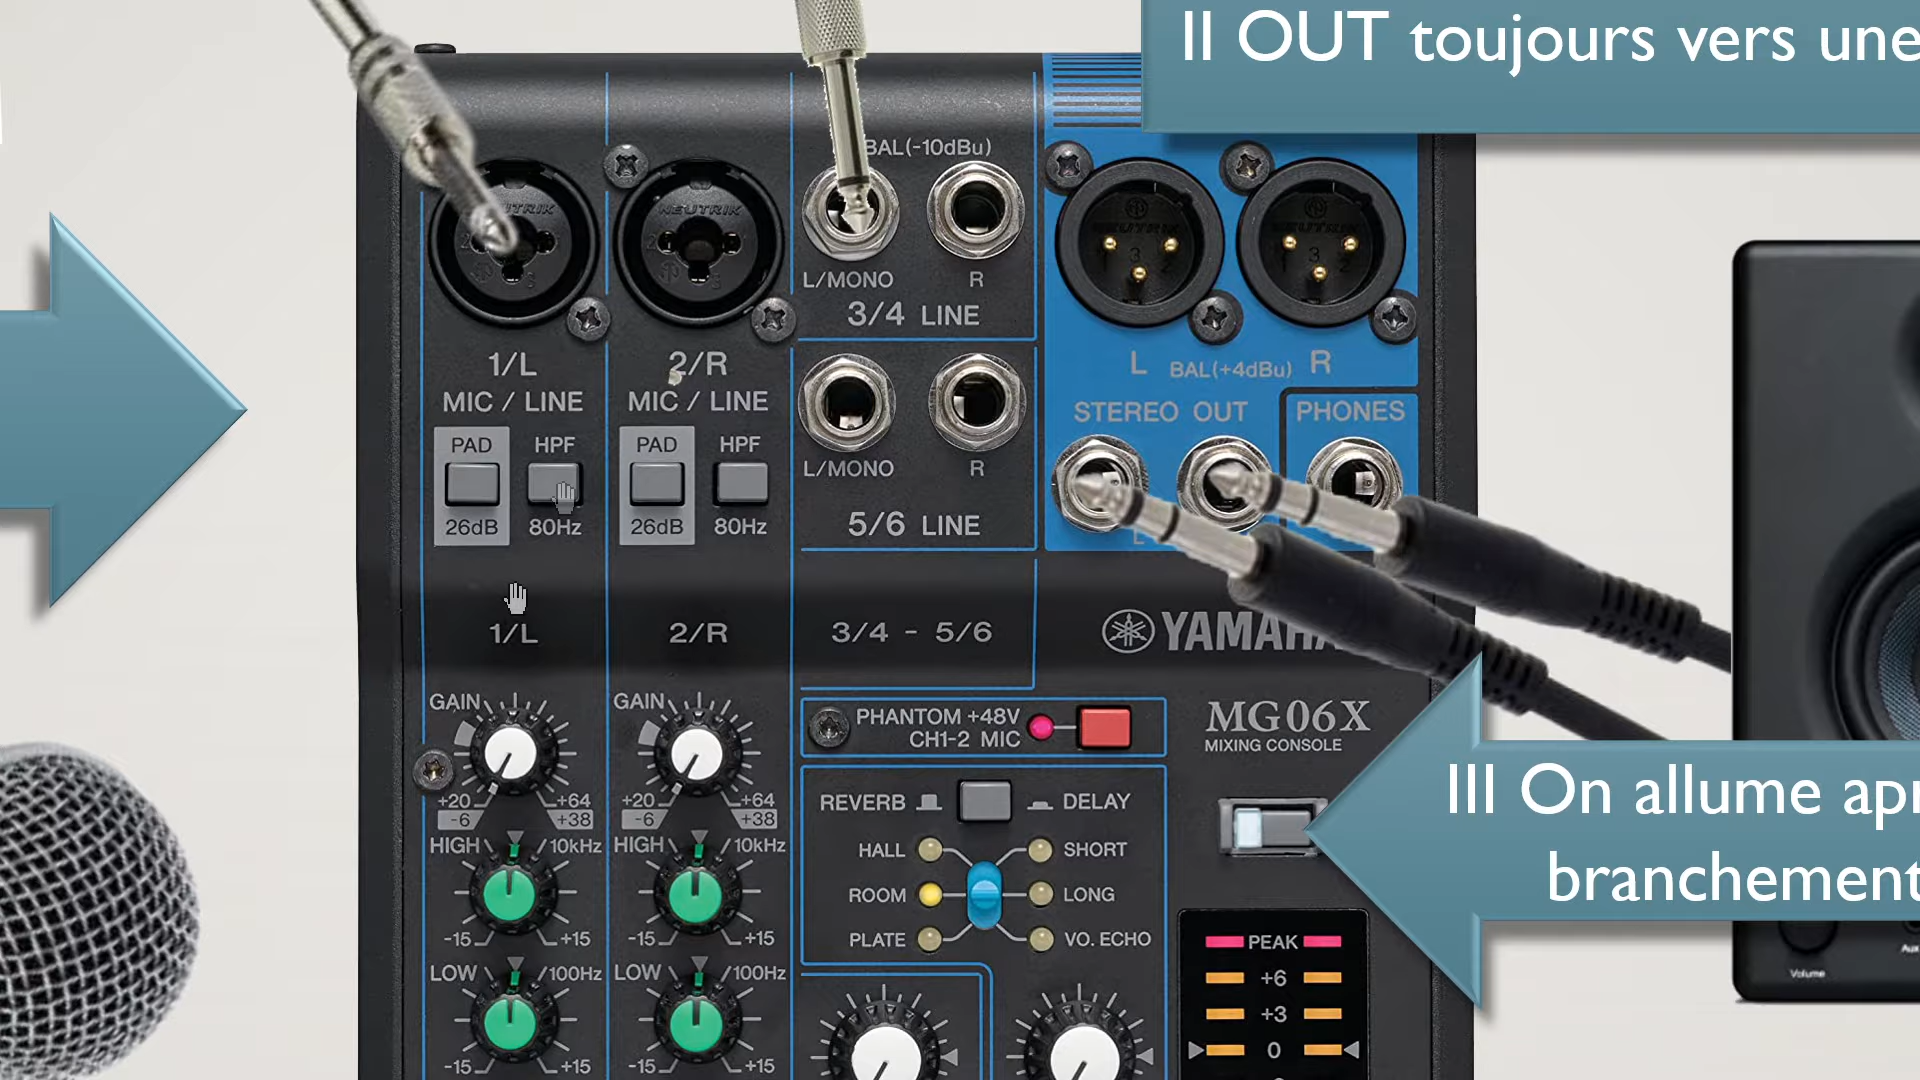 II OUT toujours vers une
BAL(-10dBu)
NEUTRIK
L/MONO R
3/4 LINE
1/L
MIC / LINE
2/R
MIC / LINE
L BAL(+4dBu) R
STEREO OUT
PHONES
PAD HPF
26dB 80Hz
PAD HPF
26dB 80Hz
L/MONO R
5/6 LINE
L
1/L
2/R
3/4 - 5/6
YAMAHA
MG06X
MIXING CONSOLE
PHANTOM +48V
CH1-2 MIC
GAIN
+20 +64
-6 +38
GAIN
+20 +64
-6 +38
REVERB DELAY
HALL SHORT
ROOM LONG
PLATE VO. ECHO
III On allume apr
branchement
HIGH 10kHz
-15 +15
HIGH 10kHz
-15 +15
LOW 100Hz
-15 +15
LOW 100Hz
-15 +15
PEAK
+6
+3
0
Volume
Aux